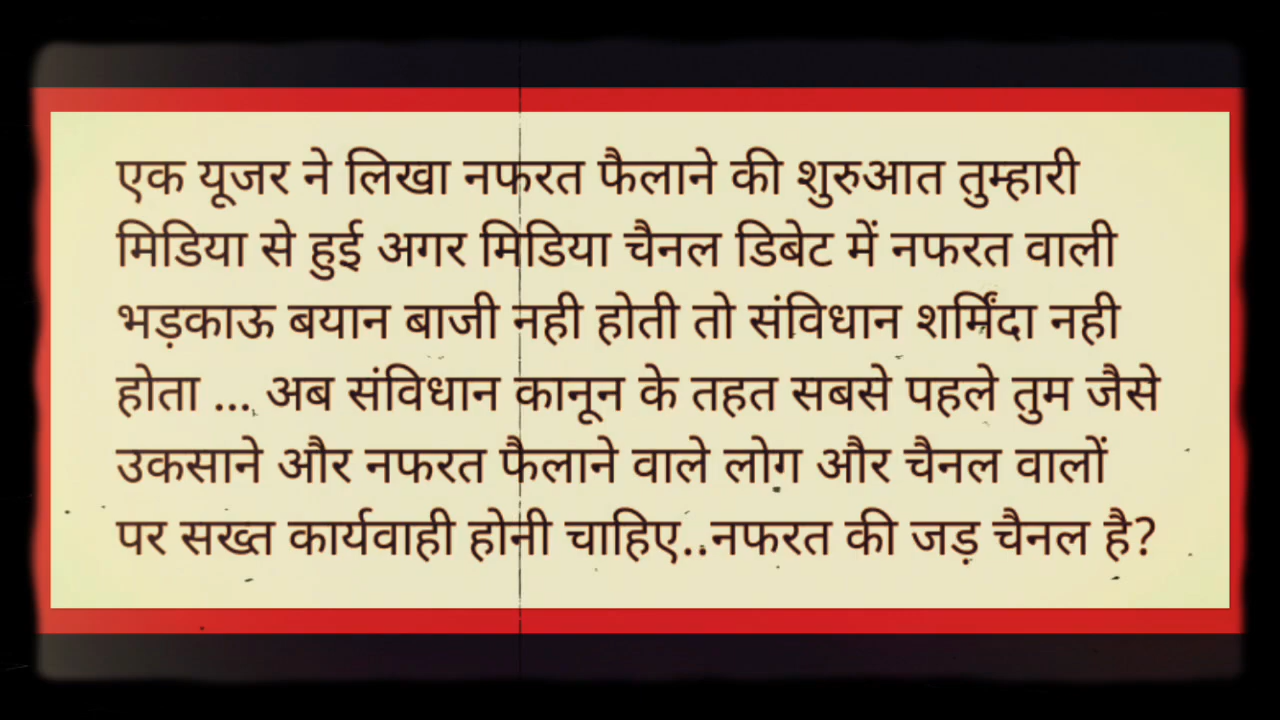 एक यूजर ने लिखा नफरत फैलाने की शुरुआत तुम्हारी
मिडिया से हुई अगर मिडिया चैनल डिबेट में नफरत वाली
भड़काऊ बयान बाजी नही होती तो संविधान शर्मिंदा नही
होता ... अब संविधान कानून के तहत सबसे पहले तुम जैसे
उकसाने और नफरत फैलाने वाले लोग और चैनल वालों
पर सख्त कार्यवाही होनी चाहिए..नफरत की जड़ चैनल है?